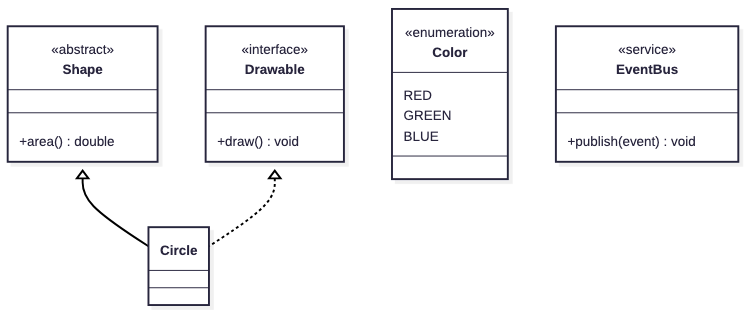 «abstract»
Shape
+area() : double
«interface»
Drawable
+draw() : void
«enumeration»
Color
RED
GREEN
BLUE
«service»
EventBus
+publish(event) : void
Circle